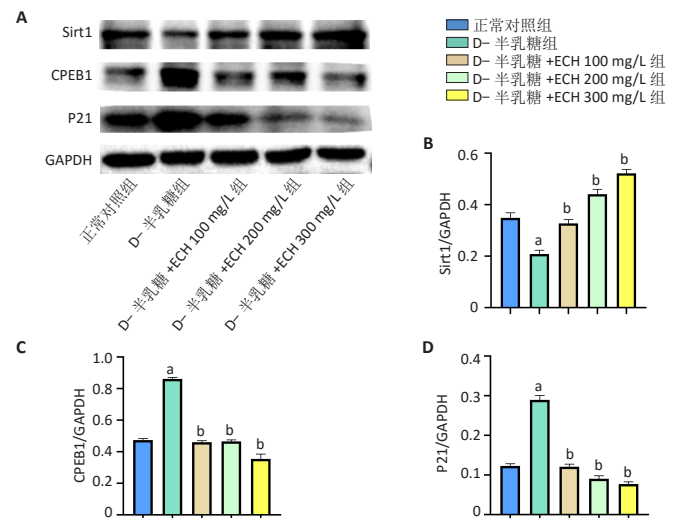 A
Sirt1
CPEB1
P21
GAPDH
正常对照组
D- 半乳糖组
D- 半乳糖 +ECH 100 mg/L 组
D- 半乳糖 +ECH 200 mg/L 组
D- 半乳糖 +ECH 300 mg/L 组
正常对照组
D- 半乳糖组
D- 半乳糖 +ECH 100 mg/L 组
D- 半乳糖 +ECH 200 mg/L 组
D- 半乳糖 +ECH 300 mg/L 组
B
Sirt1/GAPDH
0.6
0.4
0.2
0
a
b
b
b
C
CPEB1/GAPDH
1.0
0.8
0.6
0.4
0.2
0
a
b
b
b
D
P21/GAPDH
0.4
0.3
0.2
0.1
0.0
a
b
b
b